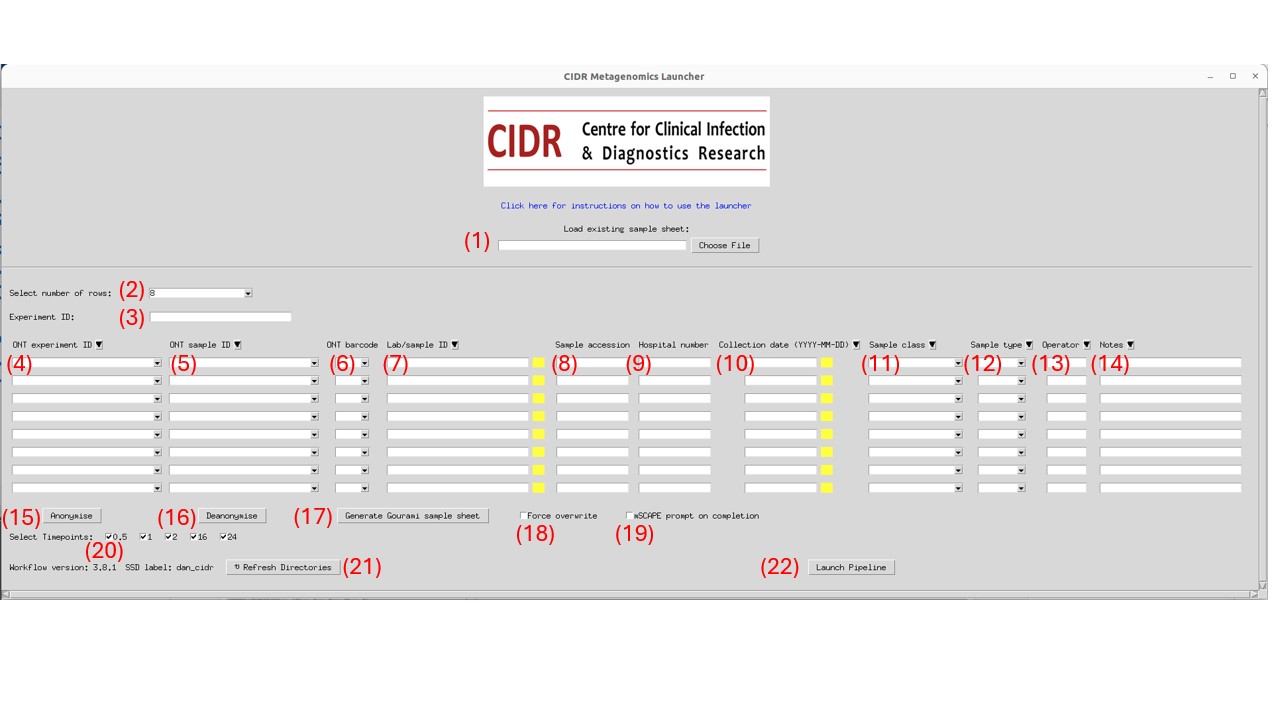 CIDR Metagenomics Launcher
CIDR Centre for Clinical Infection
& Diagnostics Research
Click here for instructions on how to use the launcher
Load existing sample sheet:
(1) Choose File
Select number of rows: (2) 8
Experiment ID: (3)
ONT experiment ID ▼ ONT sample ID ▼ ONT barcode Lab/sample ID ▼ Sample accession Hospital number Collection date (YYYY-MM-DD) ▼ Sample class ▼ Sample type ▼ Operator ▼ Notes ▼
(4) (5) (6) (7) (8) (9) (10) (11) (12) (13) (14)
(15) Anonymise (16) Deanonymise (17) Generate Gourami sample sheet Force overwrite mSCAPE prompt on completion
(18) (19)
Select Timepoints: 0.5 1 2 16 24
(20)
Workflow version: 3.8.1 SSD label: dan_cidr ↻ Refresh Directories (21) (22) Launch Pipeline